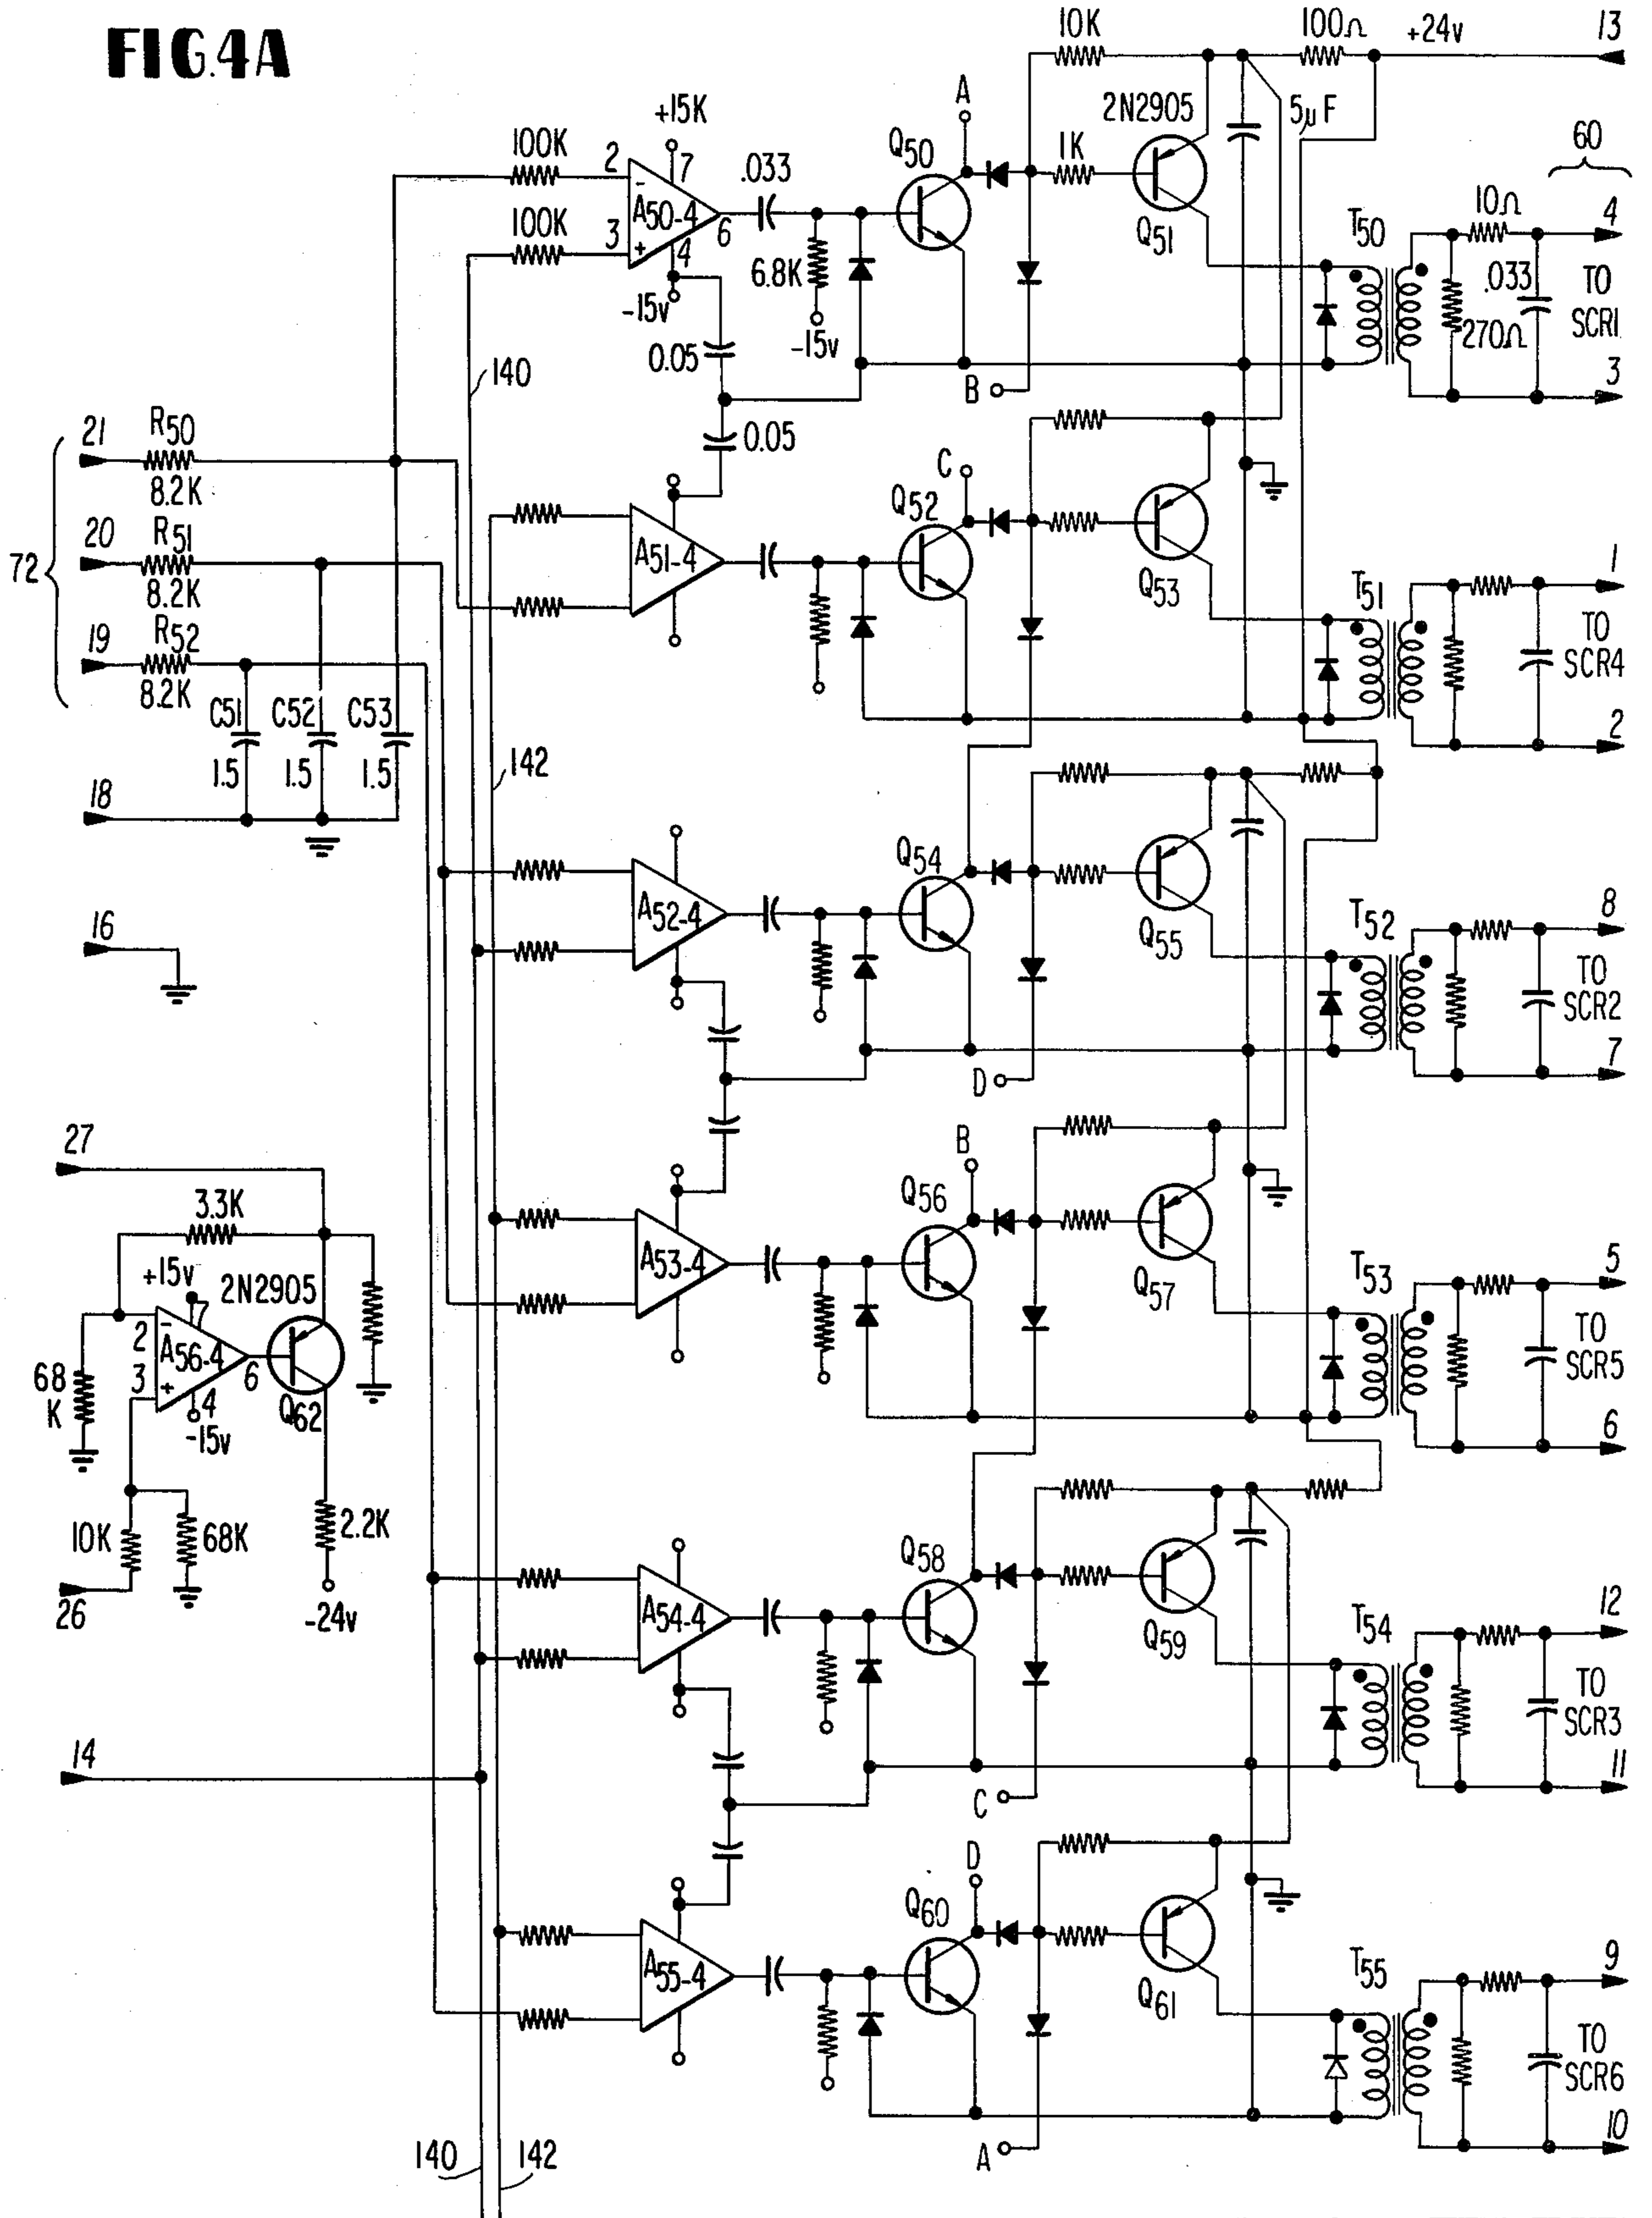 FIG.4A
10K
100Ω
+24v
13
A
+15K
2N2905
5µF
100K
2
7
.033
Q50
1K
60
A50-4
-
100K
3
+
4
6
6.8K
Q51
T50
10Ω
4
-15v
-15v
.033
TO
SCR1
270Ω
0.05
140
B
3
21
R50
8.2K
0.05
C
Q52
20
R51
8.2K
72
A51-4
Q53
T51
1
TO
SCR4
19
R52
8.2K
C51
C52
C53
1.5
1.5
1.5
2
142
18
Q54
A52-4
16
Q55
T52
8
TO
SCR2
7
D
27
3.3K
B
Q56
+15v
7
2N2905
A53-4
Q57
T53
5
2
-
A56-4
3
+
6
4
-15v
Q62
68
K
TO
SCR5
6
10K
68K
2.2K
26
-24v
Q58
A54-4
Q59
T54
12
TO
SCR3
11
14
C
D
Q60
A55-4
Q61
T55
9
TO
SCR6
10
140
142
A